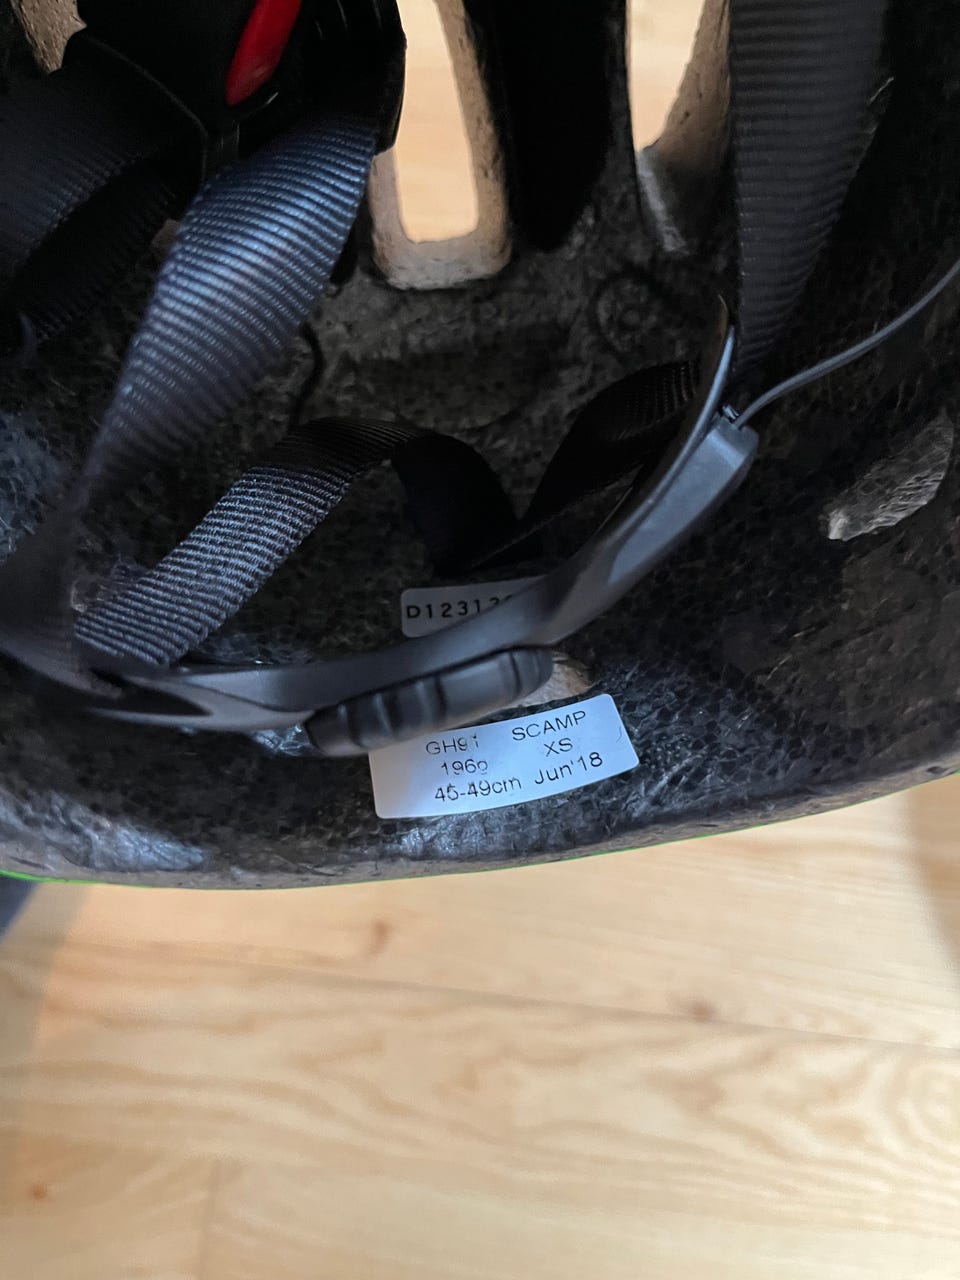 GH91 SCAMP
196g XS
45-49cm Jun'18